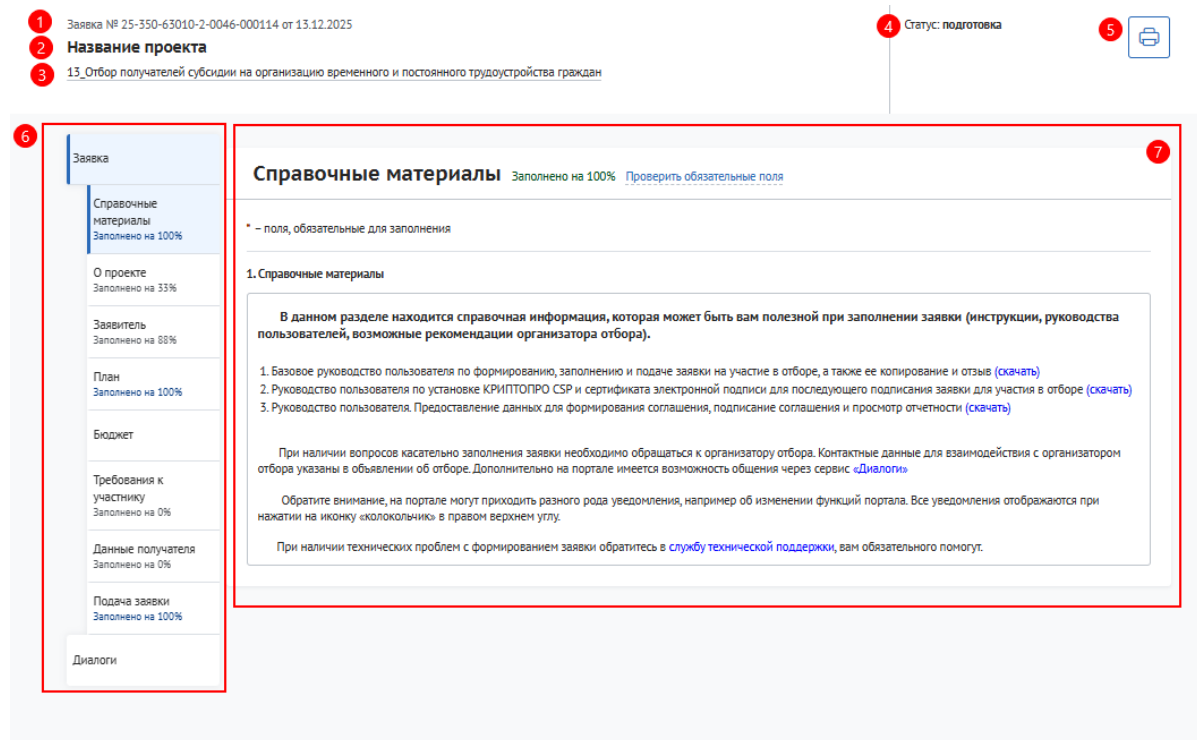 1 Заявка № 25-350-63010-2-0046-000114 от 13.12.2025
2 Название проекта
3 13_Отбор получателей субсидии на организацию временного и постоянного трудоустройства граждан
4 Статус: подготовка
5
6
Заявка
Справочные
материалы
Заполнено на 100%
О проекте
Заполнено на 33%
Заявитель
Заполнено на 88%
План
Заполнено на 100%
Бюджет
Требования к
участнику
Заполнено на 0%
Данные получателя
Заполнено на 0%
Подача заявки
Заполнено на 100%
Диалоги
7
Справочные материалы Заполнено на 100% Проверить обязательные поля
* – поля, обязательные для заполнения
1. Справочные материалы
В данном разделе находится справочная информация, которая может быть вам полезной при заполнении заявки (инструкции, руководства
пользователей, возможные рекомендации организатора отбора).
1. Базовое руководство пользователя по формированию, заполнению и подаче заявки на участие в отборе, а также ее копирование и отзыв (скачать)
2. Руководство пользователя по установке КРИПТОПРО CSP и сертификата электронной подписи для последующего подписания заявки для участия в отборе (скачать)
3. Руководство пользователя. Предоставление данных для формирования соглашения, подписание соглашения и просмотр отчетности (скачать)
При наличии вопросов касательно заполнения заявки необходимо обращаться к организатору отбора. Контактные данные для взаимодействия с организатором
отбора указаны в объявлении об отборе. Дополнительно на портале имеется возможность общения через сервис «Диалоги»
Обратите внимание, на портале могут приходить разного рода уведомления, например об изменении функций портала. Все уведомления отображаются при
нажатии на иконку «колокольчик» в правом верхнем углу.
При наличии технических проблем с формированием заявки обратитесь в службу технической поддержки, вам обязательного помогут.